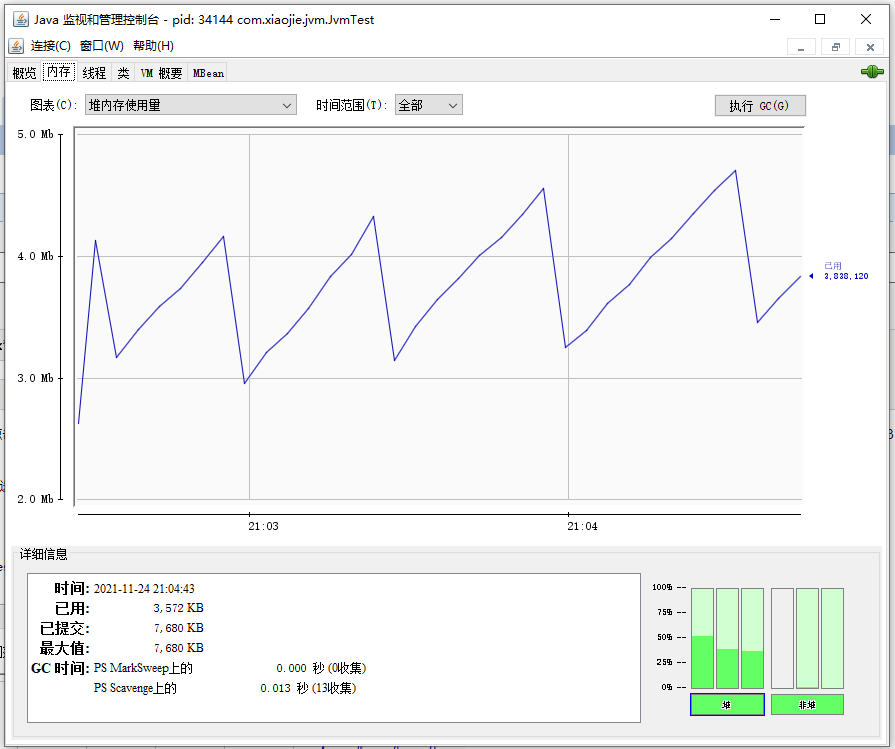 Java 监视和管理控制台 - pid: 34144 com.xiaojie.jvm.JvmTest
连接(C) 窗口(W) 帮助(H)
概览 内存 线程 类 VM 概要 MBean
图表(C): 堆内存使用量 时间范围(T): 全部 执行 GC(G)
5.0 Mb
4.0 Mb
已用
3,838,120
3.0 Mb
2.0 Mb
21:03 21:04
详细信息
时间: 2021-11-24 21:04:43
已用: 3,572 KB
已提交: 7,680 KB
最大值: 7,680 KB
GC 时间: PS MarkSweep上的 0.000 秒 (0收集)
PS Scavenge上的 0.013 秒 (13收集)
100% --
75% --
50% --
25% --
0% --
堆 非堆